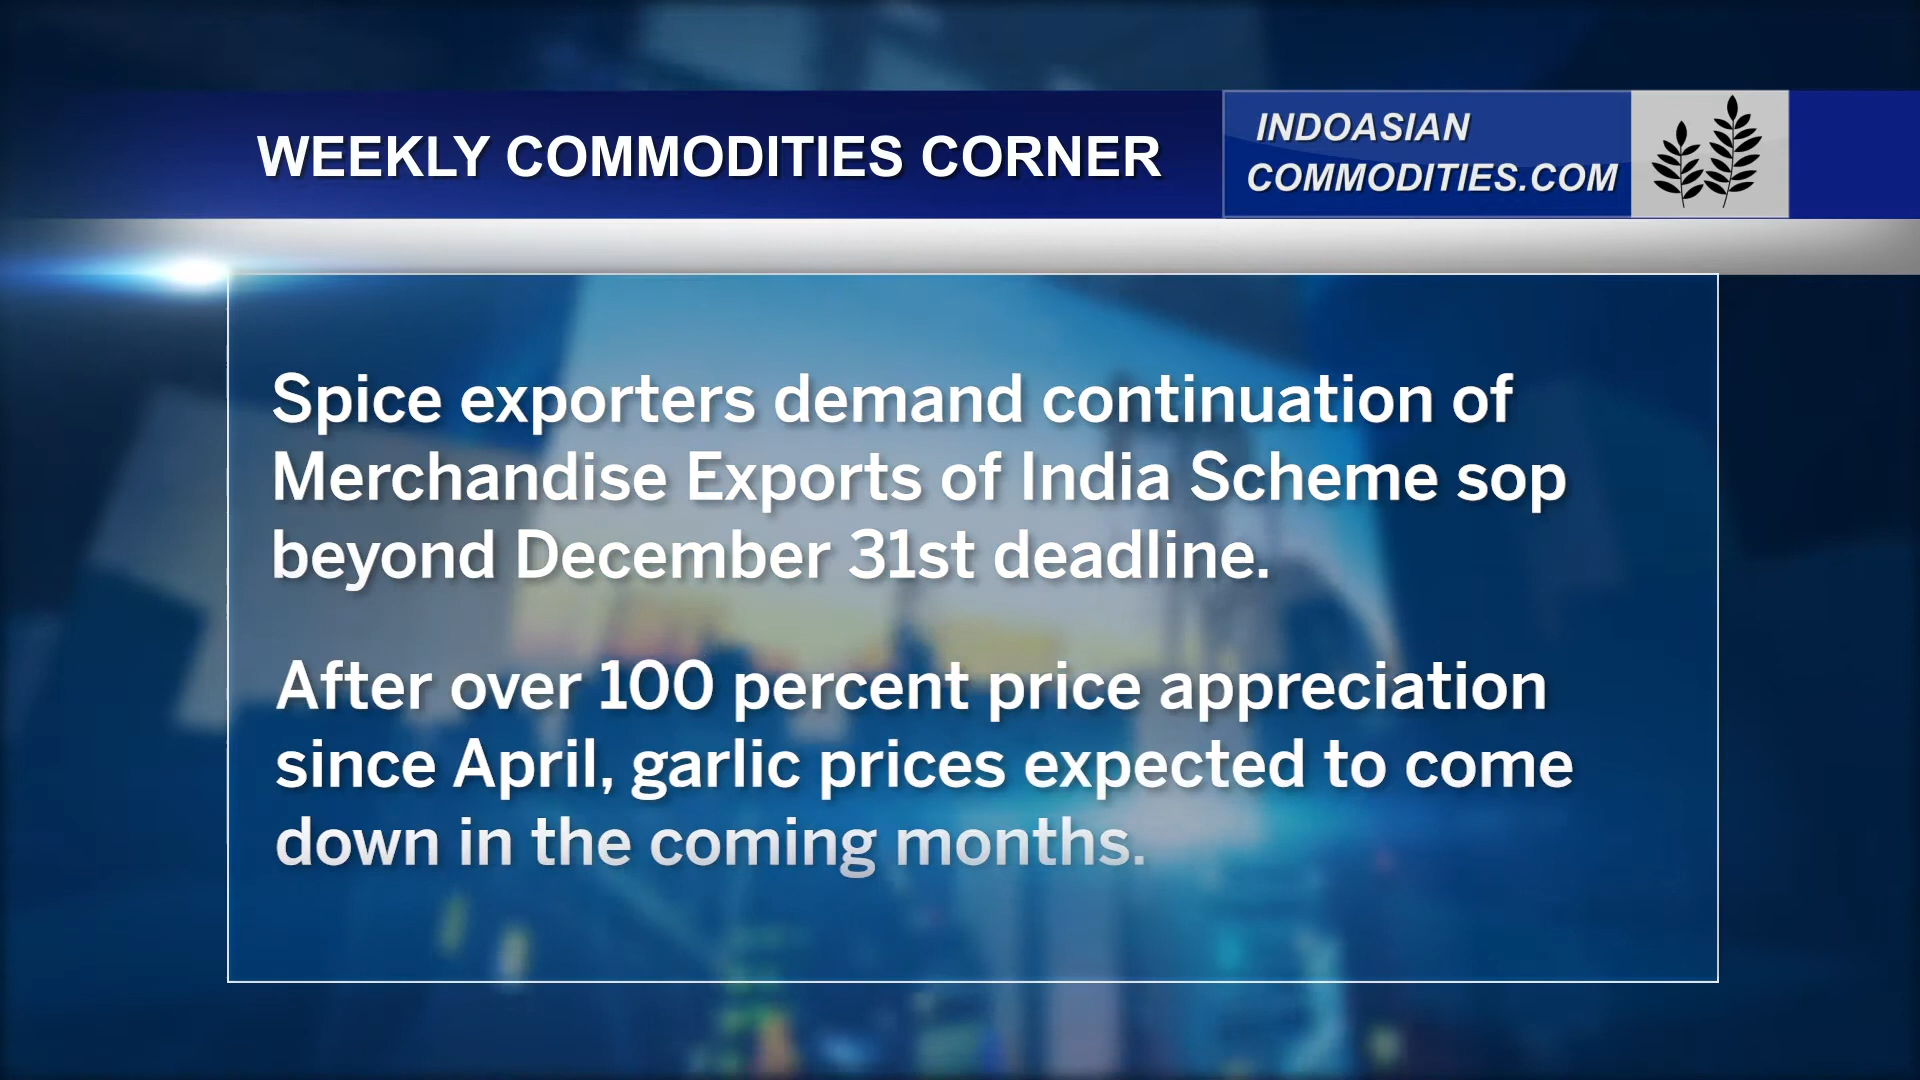 WEEKLY COMMODITIES CORNER
INDOASIAN
COMMODITIES.COM
Spice exporters demand continuation of
Merchandise Exports of India Scheme sop
beyond December 31st deadline.
After over 100 percent price appreciation
since April, garlic prices expected to come
down in the coming months.